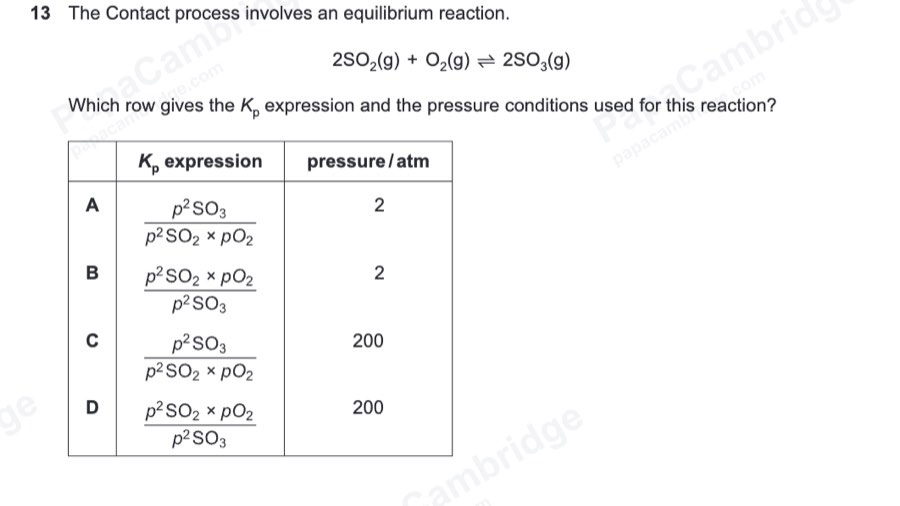 13 The Contact process involves an equilibrium reaction.
2SO₂(g) + O₂(g) ⇌ 2SO₃(g)
Which row gives the Kₚ expression and the pressure conditions used for this reaction?
Kₚ expression pressure/atm
A p²SO₃ / p²SO₂ × pO₂ 2
B p²SO₂ × pO₂ / p²SO₃ 2
C p²SO₃ / p²SO₂ × pO₂ 200
D p²SO₂ × pO₂ / p²SO₃ 200
PapaCambridge
papacambridge.com